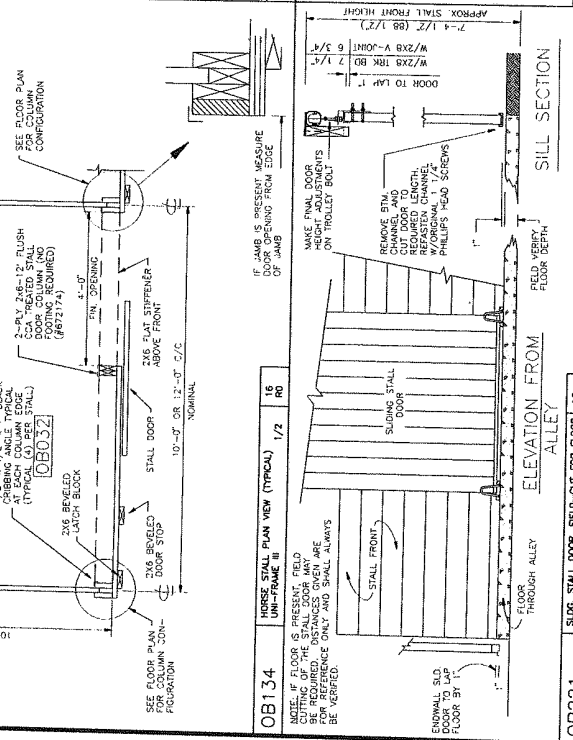 SEE FLOOR PLAN
FOR COLUMN
CONFIGURATION
2-PLY 2x6-12' FLUSH
CCA TREATED STALL
DOOR COLUMN (NO
FOOTING REQUIRED)
(#672174)
4'-0"
FIN. OPENING
CRIBBING ANGLE TYPICAL
AT EACH COLUMN EDGE
(TYPICAL (4) PER STALL)
OB032
2X6 BEVELED
LATCH BLOCK
2X6 FLAT STIFFENER
ABOVE FRONT
STALL DOOR
2X6 BEVELED
DOOR STOP
10'-0" OR 12'-0" C/C
NOMINAL
SEE FLOOR PLAN
FOR COLUMN CON-
FIGURATION
IF JAMB IS PRESENT MEASURE
DOOR OPENING FROM EDGE
OF JAMB
OB134
HORSE STALL PLAN VIEW (TYPICAL)
UNI-FRAME III
1/2
16
RD
NOTE: IF FLOOR IS PRESENT, FIELD
CUTTING OF THE STALL DOOR MAY
BE REQUIRED. DISTANCES GIVEN ARE
FOR REFERENCE ONLY AND SHALL ALWAYS
BE VERIFIED.
STALL FRONT
SLIDING STALL
DOOR
MAKE FINAL DOOR
HEIGHT ADJUSTMENTS
ON TROLLEY BOLT
REMOVE BTM.
CHANNEL AND
CUT DOOR TO
REQUIRED LENGTH.
REFASTEN CHANNEL
W/ORIGINAL 1 1/4"
PHILLIPS HEAD SCREWS
DOOR TO LAP 1"
W/2X8 TRK BD 7 1/4"
W/2X8 V-JOINT 6 3/4"
7'-4 1/2" (88 1/2")
APPROX. STALL FRONT HEIGHT
1"
ENDWALL SLD.
DOOR TO LAP
FLOOR BY 1"
1"
FLOOR
THROUGH ALLEY
FIELD VERIFY
FLOOR DEPTH
ELEVATION FROM
ALLEY
SILL SECTION